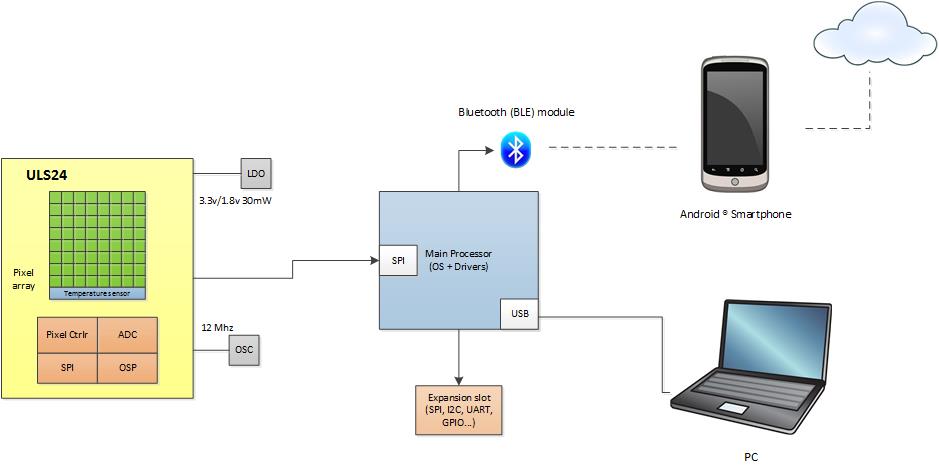 Bluetooth (BLE) module
ULS24
LDO
3.3v/1.8v 30mW
Android ® Smartphone
Main Processor
(OS + Drivers)
SPI
Pixel
array
Temperature sensor
USB
12 Mhz
Pixel Ctrlr
ADC
OSC
SPI
OSP
Expansion slot
(SPI, I2C, UART,
GPIO...)
PC